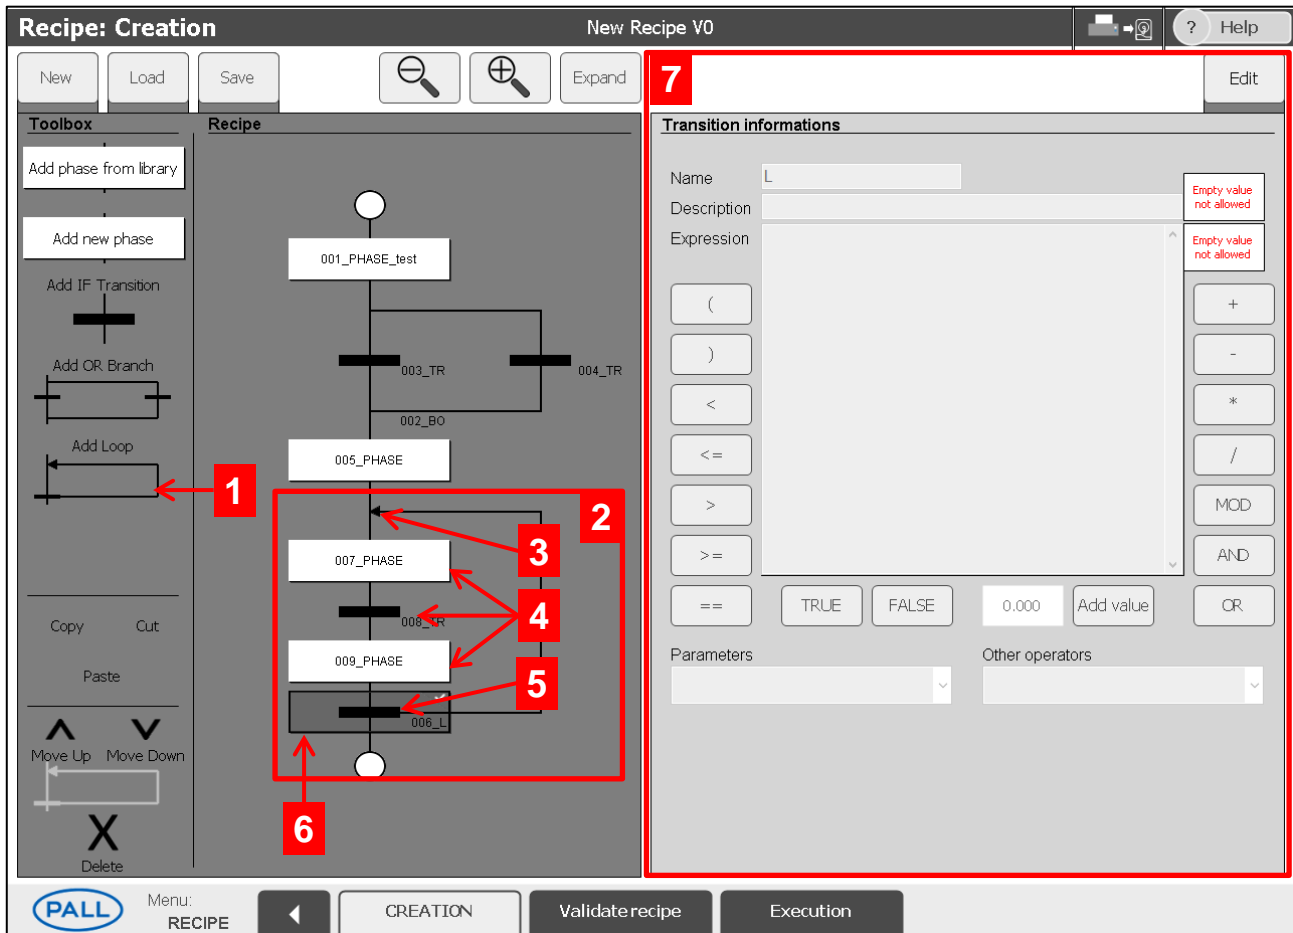 Recipe: Creation
New Recipe V0
? Help
New
Load
Save
Expand
7
Edit
Toolbox
Recipe
Transition informations
Add phase from library
Add new phase
Add IF Transition
Add OR Branch
Add Loop
1
Copy
Cut
Paste
Move Up
Move Down
X
Delete
001_PHASE_test
003_TR
004_TR
002_BO
005_PHASE
2
3
007_PHASE
008_TR
4
009_PHASE
5
006_L
6
Name
L
Empty value
not allowed
Description
Expression
Empty value
not allowed
(
+
)
-
<
*
<=
/
>
MOD
>=
AND
==
TRUE
FALSE
0.000
Add value
OR
Parameters
Other operators
PALL
Menu:
RECIPE
CREATION
Validate recipe
Execution